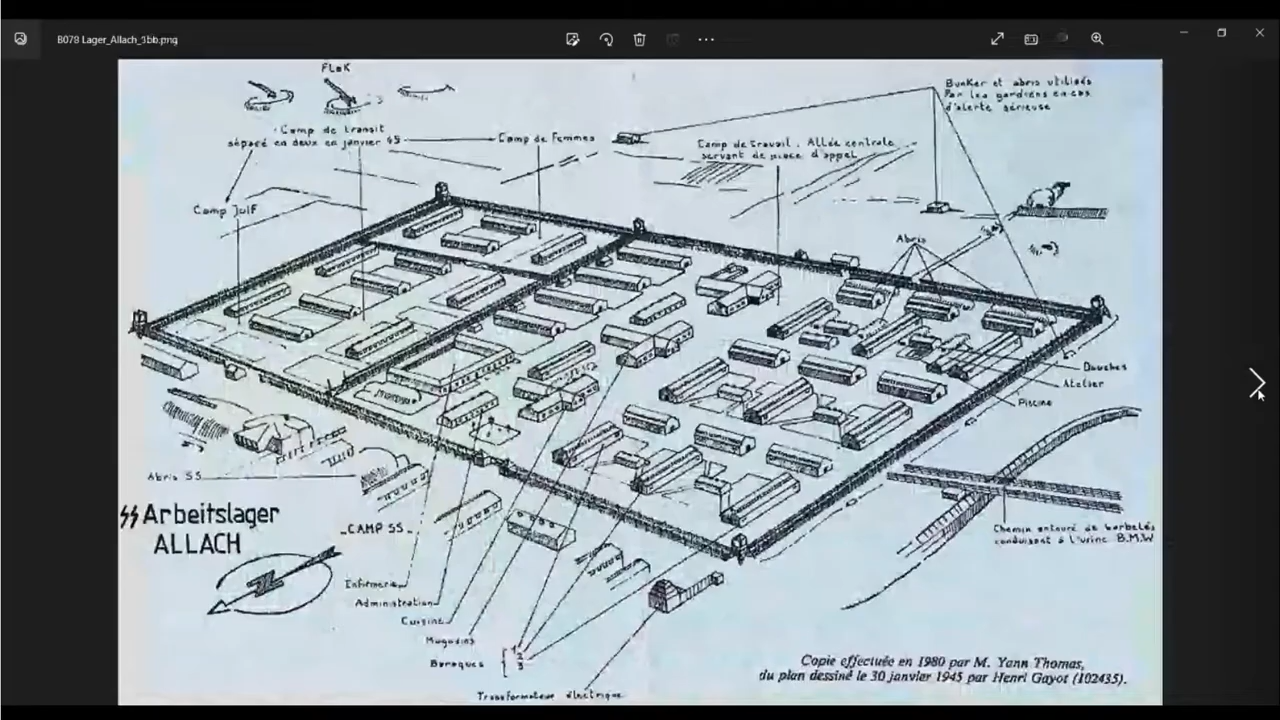 B078 Lager_Allach_5bb.png
FLaK
Camp de transit
séparé en deux en janvier 45
Camp de Femmes
Camp Juif
Camp de travail. Allée centrale
servant de place d'appel
Bunker et abris utilisés
Par les gardiens en cas
d'alerte sérieuse
Abris
Douches
Atelier
Piscine
Abris SS
SS Arbeitslager
ALLACH
CAMP SS
Chemin entouré de barbelés
conduisant à l'usine B.M.W
Infirmerie
Administration
Cuisine
Magasins
Baraques 1
2
3
Transformateur électrique
Copie effectuée en 1980 par M. Yann Thomas,
du plan dessiné le 30 janvier 1945 par Henri Gayot (102435).